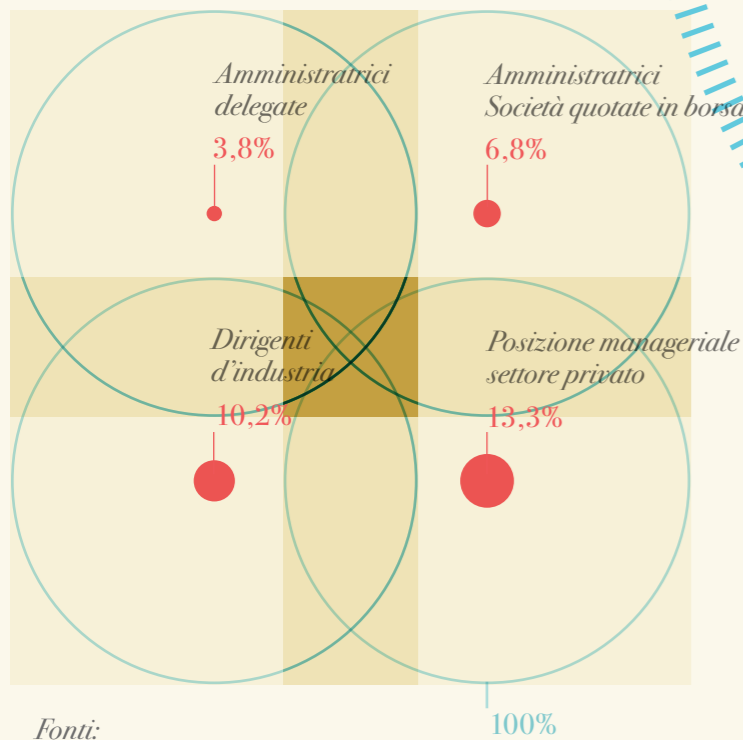 Amministratrici
delegate
3,8%
Amministratrici
Società quotate in borsa
6,8%
Dirigenti
d'industria
10,2%
Posizione manageriale
settore privato
13,3%
100%
Fonti: